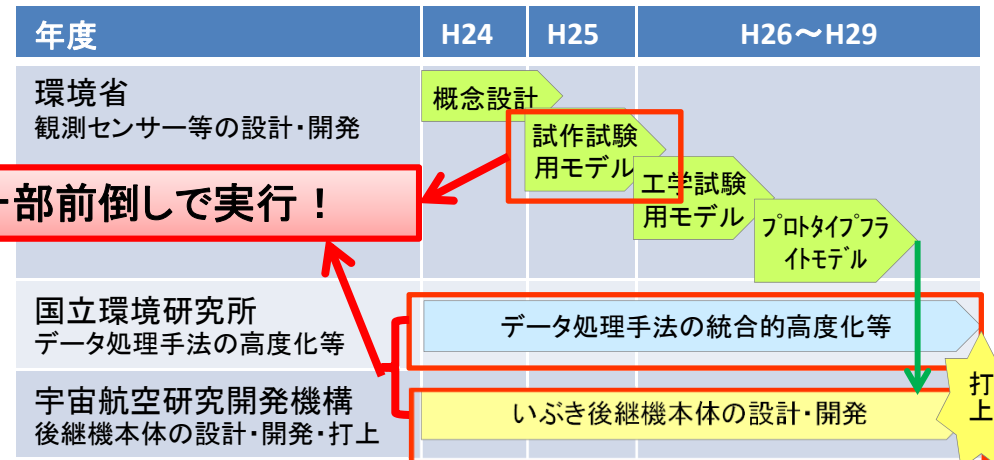 年度 H24 H25 H26～H29
環境省
観測センサー等の設計・開発
概念設計
試作試験
用モデル
工学試験
用モデル
ﾌﾟﾛﾄﾀｲﾌﾟﾌﾗ
ｲﾄﾓﾃﾞﾙ
一部前倒しで実行！
国立環境研究所
データ処理手法の高度化等
データ処理手法の統合的高度化等
宇宙航空研究開発機構
後継機本体の設計・開発・打上
いぶき後継機本体の設計・開発
打
上